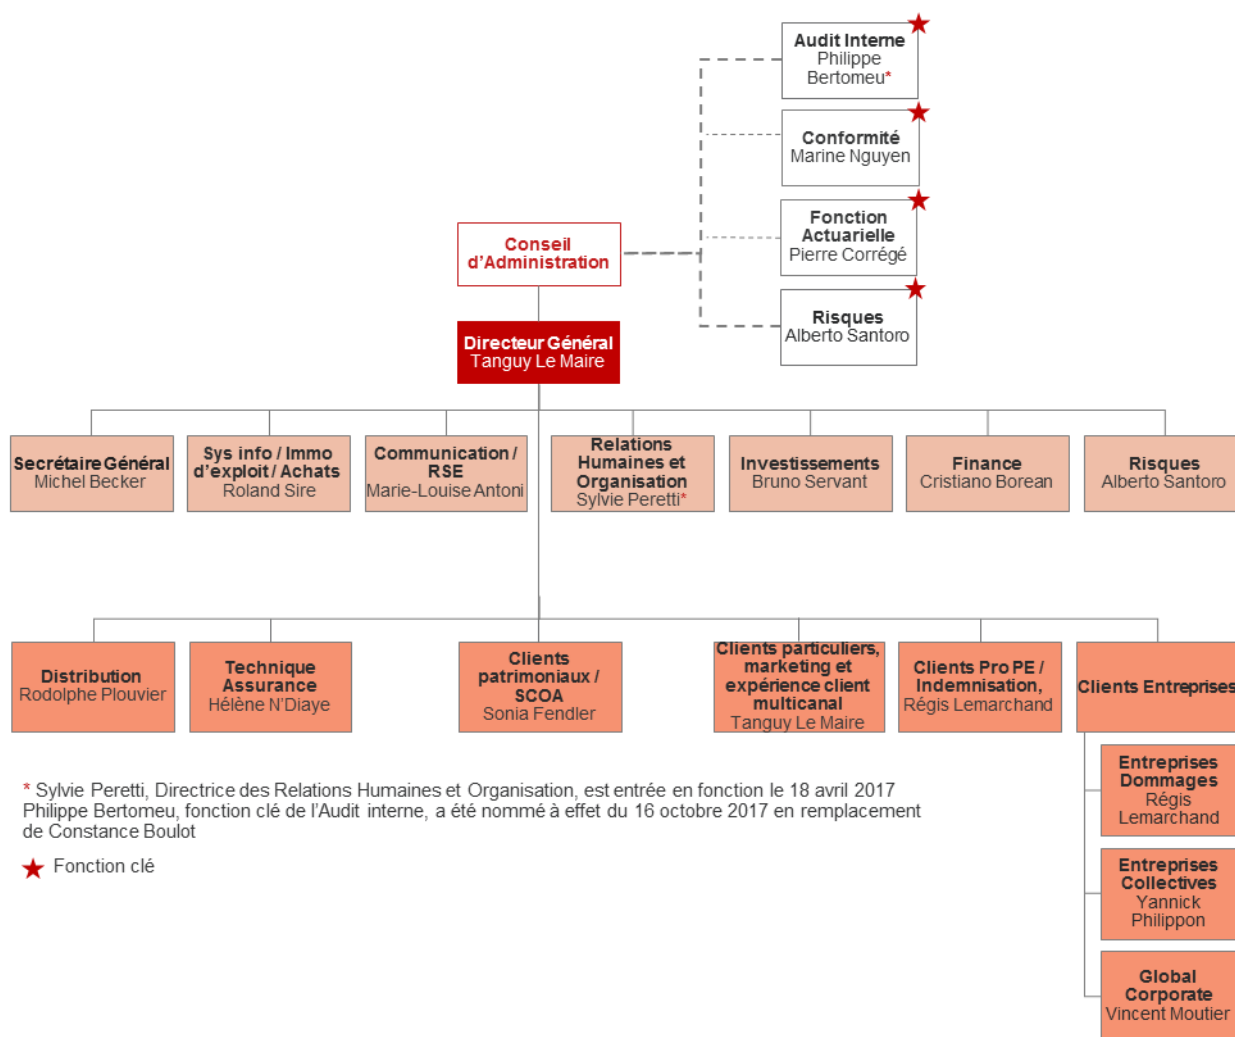 Audit Interne
Philippe
Bertomeu*
Conformité
Marine Nguyen
Fonction
Actuarielle
Pierre Corrégé
Risques
Alberto Santoro
Conseil
d'Administration
Directeur Général
Tanguy Le Maire
Secrétaire Général
Michel Becker
Sys info / Immo
d'exploit / Achats
Roland Sire
Communication /
RSE
Marie-Louise Antoni
Relations
Humaines et
Organisation
Sylvie Peretti*
Investissements
Bruno Servant
Finance
Cristiano Borean
Risques
Alberto Santoro
Distribution
Rodolphe Plouvier
Technique
Assurance
Hélène N'Diaye
Clients
patrimoniaux /
SCOA
Sonia Fendler
Clients particuliers,
marketing et
expérience client
multicanal
Tanguy Le Maire
Clients Pro PE /
Indemnisation,
Régis Lemarchand
Clients Entreprises
Entreprises
Dommages
Régis
Lemarchand
Entreprises
Collectives
Yannick
Philippon
Global
Corporate
Vincent Moutier
* Sylvie Peretti, Directrice des Relations Humaines et Organisation, est entrée en fonction le 18 avril 2017
Philippe Bertomeu, fonction clé de l'Audit interne, a été nommé à effet du 16 octobre 2017 en remplacement
de Constance Boulot
Fonction clé